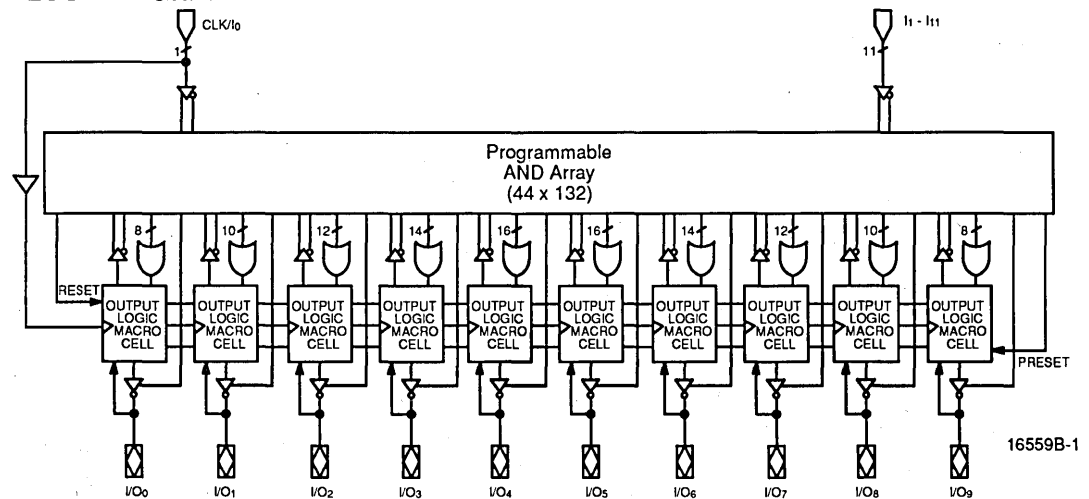 CLK/I0
I1 - I11
1
11
Programmable
AND Array
(44 x 132)
8
10
12
14
16
16
14
12
10
8
RESET
OUTPUT
LOGIC
MACRO
CELL
OUTPUT
LOGIC
MACRO
CELL
OUTPUT
LOGIC
MACRO
CELL
OUTPUT
LOGIC
MACRO
CELL
OUTPUT
LOGIC
MACRO
CELL
OUTPUT
LOGIC
MACRO
CELL
OUTPUT
LOGIC
MACRO
CELL
OUTPUT
LOGIC
MACRO
CELL
OUTPUT
LOGIC
MACRO
CELL
OUTPUT
LOGIC
MACRO
CELL
PRESET
16559B-1
I/O0
I/O1
I/O2
I/O3
I/O4
I/O5
I/O6
I/O7
I/O8
I/O9